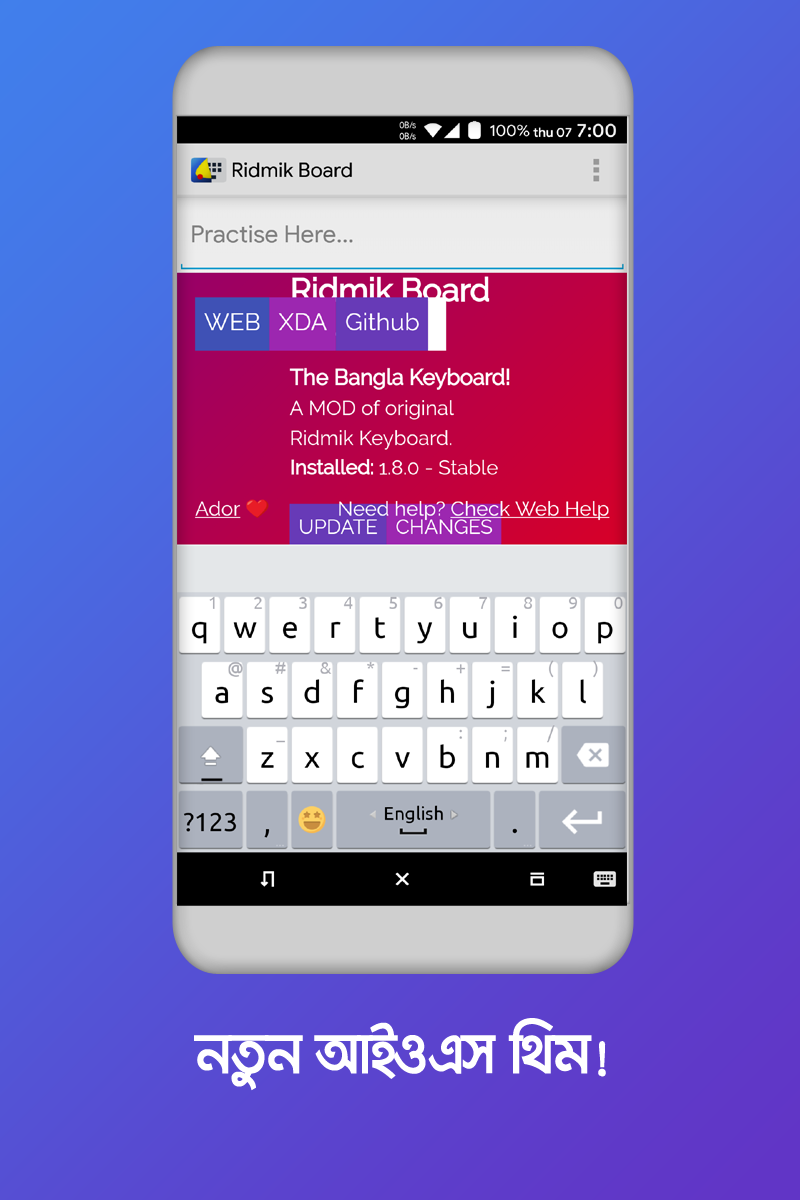 0B/s
0B/s
100% thu 07 7:00
Ridmik Board
Practise Here...
Ridmik Board
WEB XDA Github
The Bangla Keyboard!
A MOD of original
Ridmik Keyboard.
Installed: 1.8.0 - Stable
Ador ❤️ Need help? Check Web Help
UPDATE CHANGES
1 2 3 4 5 6 7 8 9 0
q w e r t y u i o p
@ # & * - + = ( )
a s d f g h j k l
_ : ; /
z x c v b n m
?123 , English .
নতুন আইওএস থিম!